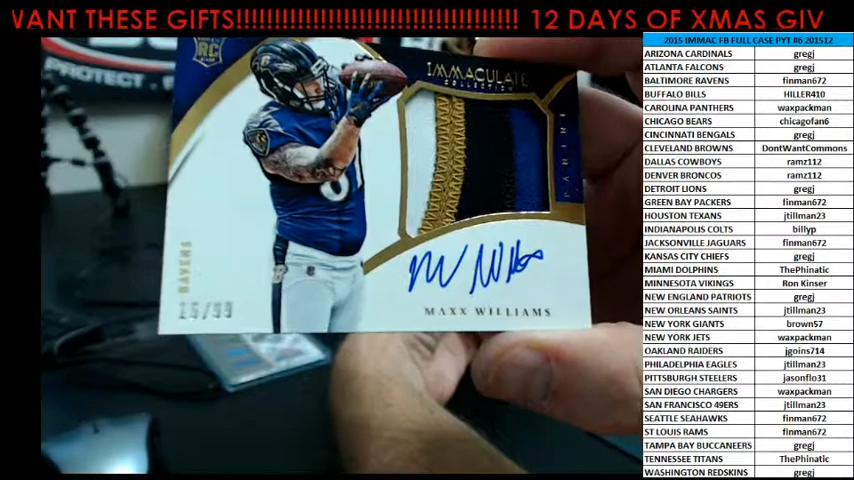 WANT THESE GIFTS!!!!!!!!!!!!!!!!!!!!!!!!!!!!!!!!!!!!!!! 12 DAYS OF XMAS GIV
2015 IMMAC FB FULL CASE PYT #6 201512
ARIZONA CARDINALS gregj
ATLANTA FALCONS gregj
BALTIMORE RAVENS finman672
BUFFALO BILLS HILLER410
CAROLINA PANTHERS waxpackman
CHICAGO BEARS chicagofan6
CINCINNATI BENGALS gregj
CLEVELAND BROWNS DontWantCommons
DALLAS COWBOYS ramz112
DENVER BRONCOS ramz112
DETROIT LIONS gregj
GREEN BAY PACKERS finman672
HOUSTON TEXANS jtillman23
INDIANAPOLIS COLTS billyp
JACKSONVILLE JAGUARS finman672
KANSAS CITY CHIEFS gregj
MIAMI DOLPHINS ThePhinatic
MINNESOTA VIKINGS Ron Kinser
NEW ENGLAND PATRIOTS gregj
NEW ORLEANS SAINTS jtillman23
NEW YORK GIANTS brown57
NEW YORK JETS waxpackman
OAKLAND RAIDERS jgoins714
PHILADELPHIA EAGLES jtillman23
PITTSBURGH STEELERS jasonflo31
SAN DIEGO CHARGERS waxpackman
SAN FRANCISCO 49ERS jtillman23
SEATTLE SEAHAWKS finman672
ST LOUIS RAMS finman672
TAMPA BAY BUCCANEERS gregj
TENNESSEE TITANS ThePhinatic
WASHINGTON REDSKINS gregj
RC
IMMACULATE
COLLECTION
PANINI
RAVENS
MAXX WILLIAMS
PROTECT